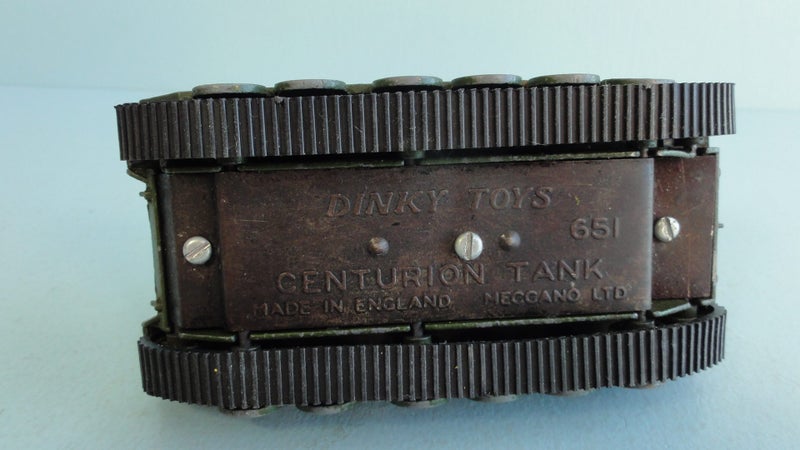 DINKY TOYS
651
CENTURION TANK
MADE IN ENGLAND MECCANO LTD